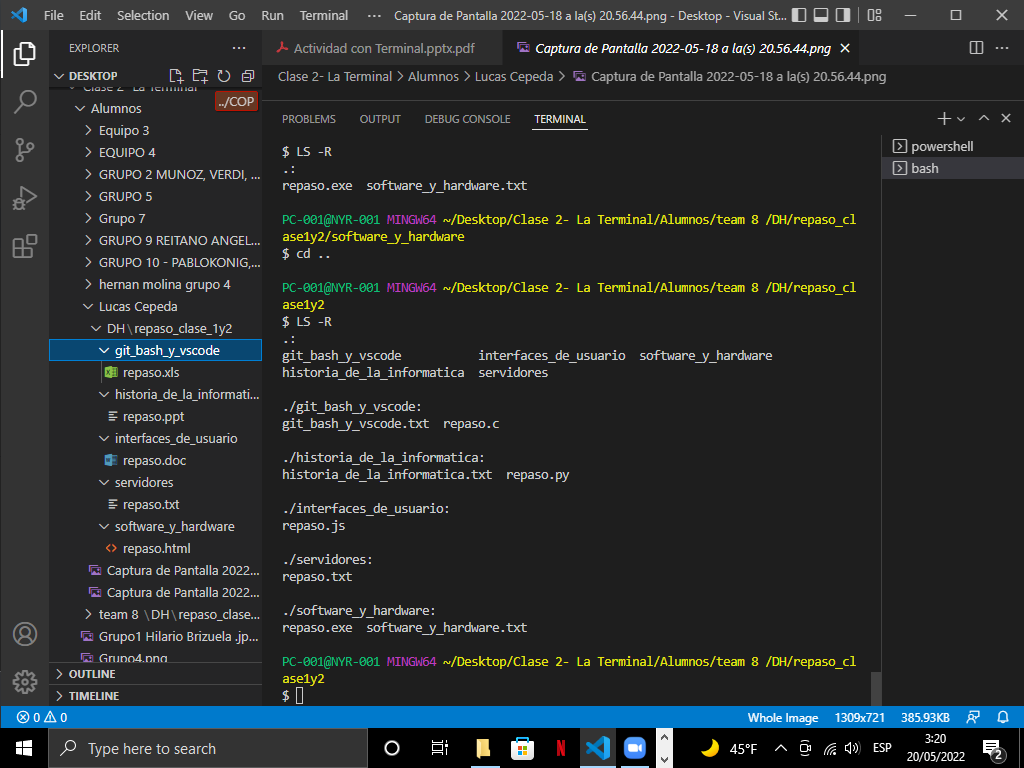 File Edit Selection View Go Run Terminal ··· Captura de Pantalla 2022-05-18 a la(s) 20.56.44.png - Desktop - Visual St...
EXPLORER
DESKTOP
Clase 2- La Terminal
../COP
Alumnos
Equipo 3
EQUIPO 4
GRUPO 2 MUNOZ, VERDI, ...
GRUPO 5
Grupo 7
GRUPO 9 REITANO ANGEL...
GRUPO 10 - PABLOKONIG,...
hernan molina grupo 4
Lucas Cepeda
DH\repaso_clase_1y2
git_bash_y_vscode
repaso.xls
historia_de_la_informati...
repaso.ppt
interfaces_de_usuario
repaso.doc
servidores
repaso.txt
software_y_hardware
repaso.html
Captura de Pantalla 2022...
Captura de Pantalla 2022...
team 8 \DH\repaso_clase...
Grupo1 Hilario Brizuela .jp...
Grupo4.png
OUTLINE
TIMELINE
Actividad con Terminal.pptx.pdf
Captura de Pantalla 2022-05-18 a la(s) 20.56.44.png
Clase 2- La Terminal > Alumnos > Lucas Cepeda > Captura de Pantalla 2022-05-18 a la(s) 20.56.44.png
PROBLEMS OUTPUT DEBUG CONSOLE TERMINAL
$ LS -R
.:
repaso.exe  software_y_hardware.txt
PC-001@NYR-001 MINGW64 ~/Desktop/Clase 2- La Terminal/Alumnos/team 8 /DH/repaso_cl
ase1y2/software_y_hardware
$ cd ..
PC-001@NYR-001 MINGW64 ~/Desktop/Clase 2- La Terminal/Alumnos/team 8 /DH/repaso_cl
ase1y2
$ LS -R
.:
git_bash_y_vscode           interfaces_de_usuario  software_y_hardware
historia_de_la_informatica  servidores
./git_bash_y_vscode:
git_bash_y_vscode.txt  repaso.c
./historia_de_la_informatica:
historia_de_la_informatica.txt  repaso.py
./interfaces_de_usuario:
repaso.js
./servidores:
repaso.txt
./software_y_hardware:
repaso.exe  software_y_hardware.txt
PC-001@NYR-001 MINGW64 ~/Desktop/Clase 2- La Terminal/Alumnos/team 8 /DH/repaso_cl
ase1y2
$
powershell
bash
0 0
Whole Image 1309x721 385.93KB
Type here to search
N
45°F
ESP
3:20
20/05/2022
2